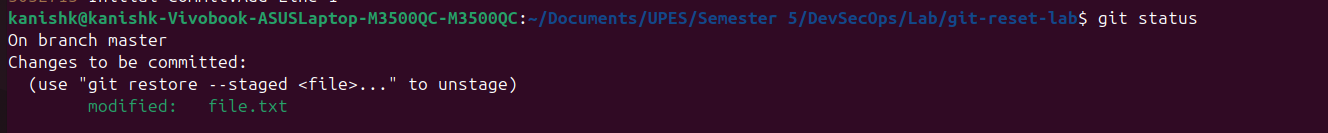 kanishk@kanishk-Vivobook-ASUSLaptop-M3500QC-M3500QC:~/Documents/UPES/Semester 5/DevSecOps/Lab/git-reset-lab$ git status
On branch master
Changes to be committed:
  (use "git restore --staged <file>..." to unstage)
        modified:   file.txt